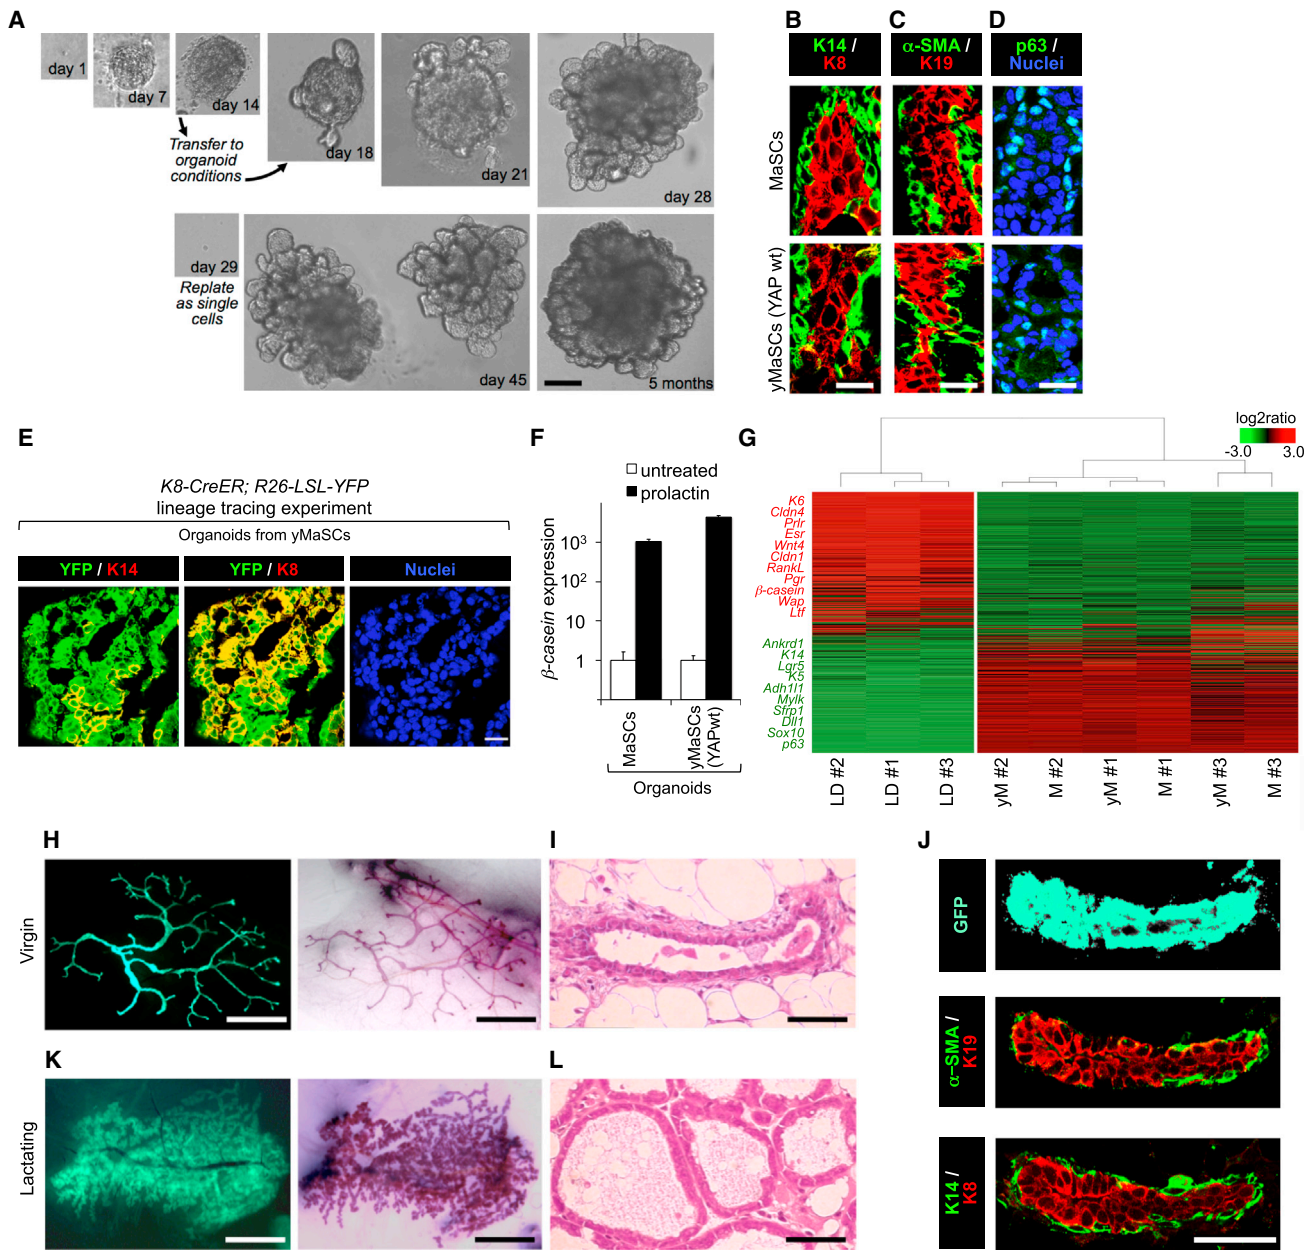 A
day 1
day 7
day 14
Transfer to
organoid
conditions
day 18
day 21
day 28
day 29
Replate
as single
cells
day 45
5 months
B
C
D
K14 /
K8
α-SMA /
K19
p63 /
Nuclei
MaSCs
yMaSCs (YAP wt)
E
K8-CreER; R26-LSL-YFP
lineage tracing experiment
Organoids from yMaSCs
YFP / K14
YFP / K8
Nuclei
F
untreated
prolactin
β-casein expression
10³
10²
10
1
MaSCs
yMaSCs
(YAPwt)
Organoids
G
log2ratio
-3.0
3.0
K6
Cldn4
Prlr
Esr
Wnt4
Cldn1
RankL
Pgr
β-casein
Wap
Ltf
Ankrd1
K14
Lgr5
K5
Adh1l1
Mylk
Sfrp1
Dll1
Sox10
p63
LD #2
LD #1
LD #3
yM #2
M #2
yM #1
M #1
yM #3
M #3
H
Virgin
I
J
GFP
α-SMA /
K19
K14 /
K8
K
Lactating
L